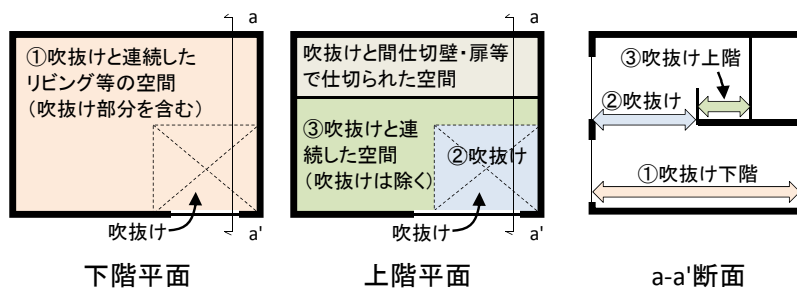 a
①吹抜けと連続した
リビング等の空間
(吹抜け部分を含む)
吹抜け
a'
下階平面
a
吹抜けと間仕切壁・扉等
で仕切られた空間
③吹抜けと連
続した空間
(吹抜けは除く)
②吹抜け
吹抜け
a'
上階平面
③吹抜け上階
②吹抜け
①吹抜け下階
a-a'断面